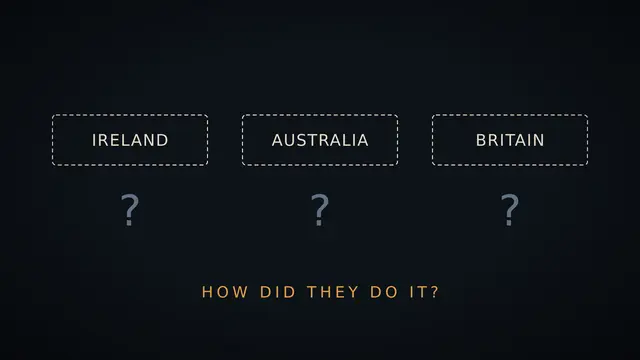 IRELAND AUSTRALIA BRITAIN
? ? ?
HOW DID THEY DO IT?